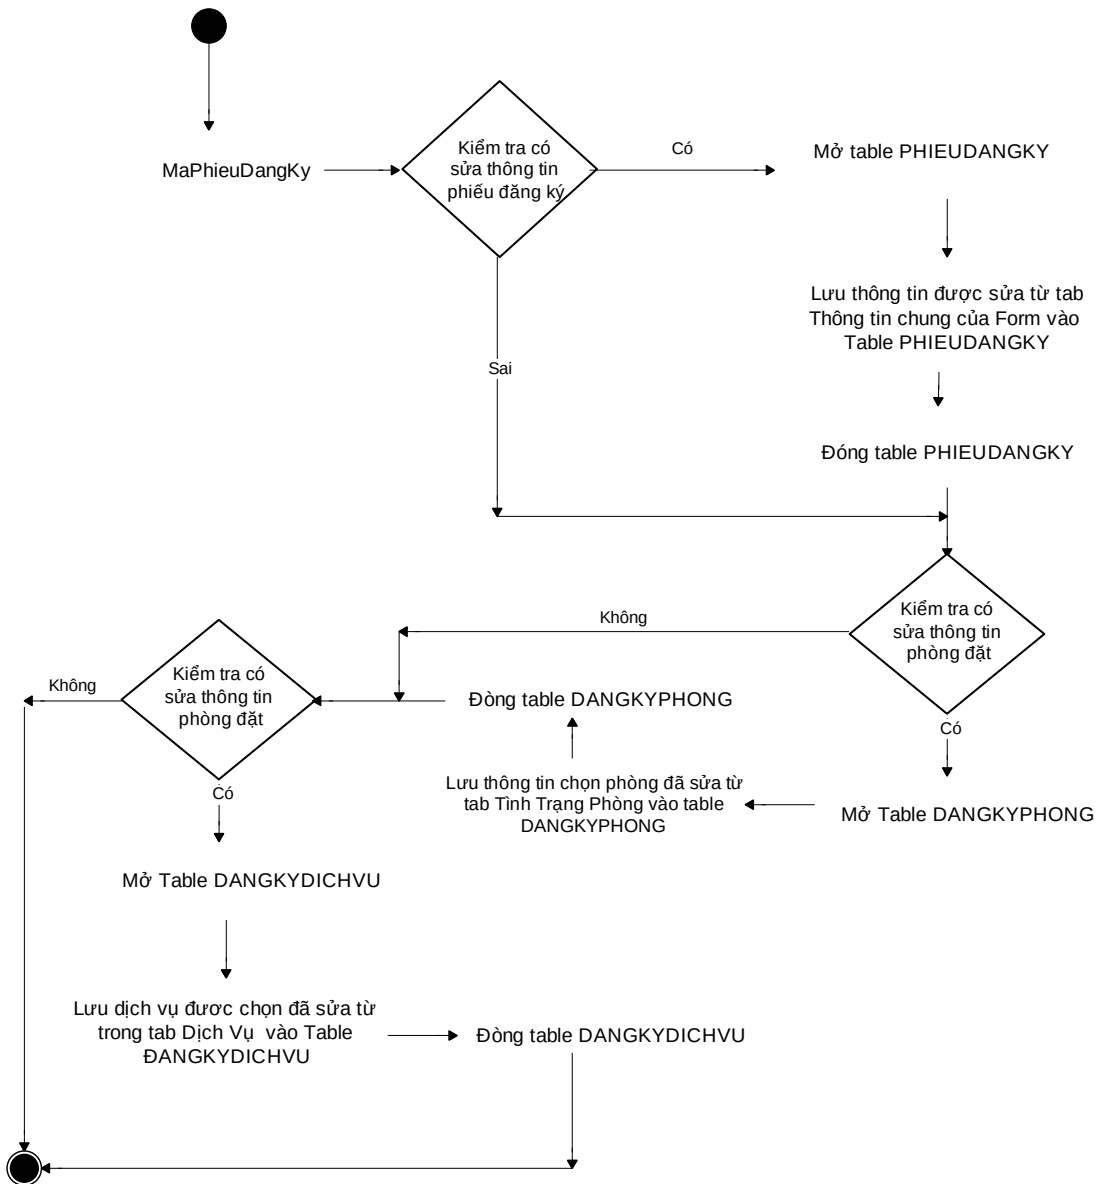 Kiểm tra có
sửa thông tin
phiếu đăng ký
Có
Mở table PHIEUDANGKY
MaPhieuDangKy
Lưu thông tin được sửa từ tab
Thông tin chung của Form vào
Table PHIEUDANGKY
Sai
Đóng table PHIEUDANGKY
Không
Kiểm tra có
sửa thông tin
phòng đặt
Kiểm tra có
sửa thông tin
phòng đặt
Không
Đòng table DANGKYPHONG
Có
Lưu thông tin chọn phòng đã sửa từ
tab Tình Trạng Phòng vào table
DANGKYPHONG
Mở Table DANGKYPHONG
Có
Mở Table DANGKYDICHVU
Lưu dịch vụ đươc chọn đã sửa từ
trong tab Dịch Vụ  vào Table
ĐANGKYDICHVU
Đòng table DANGKYDICHVU